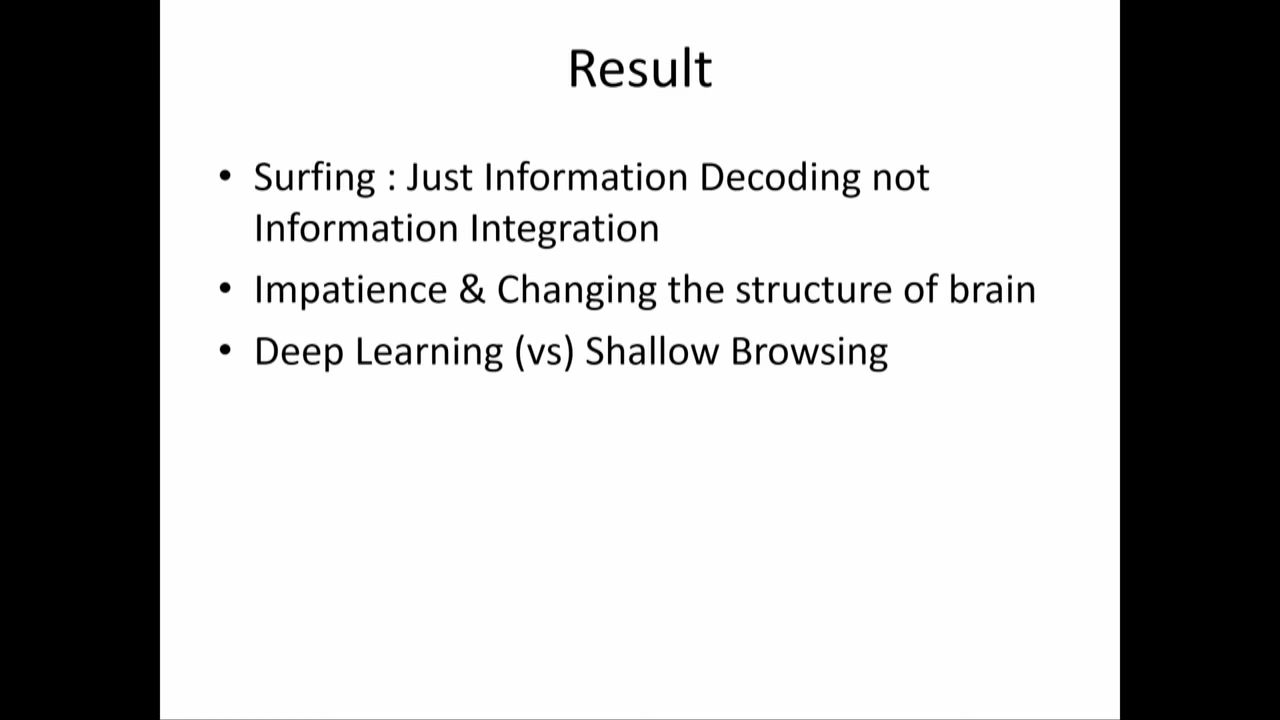 Result
• Surfing : Just Information Decoding not
Information Integration
• Impatience & Changing the structure of brain
• Deep Learning (vs) Shallow Browsing